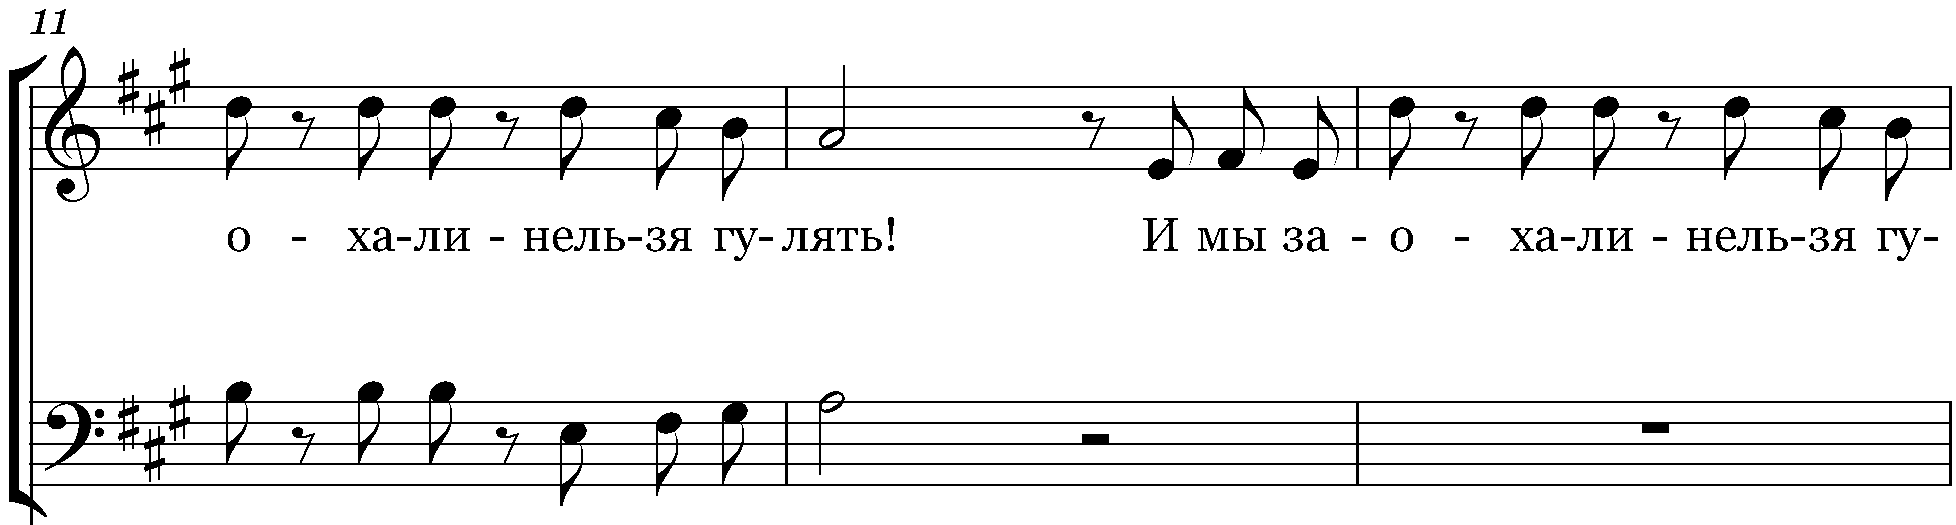 11
о - ха-ли - нель-зя гу-лять! И мы за - о - ха-ли - нель-зя гу-